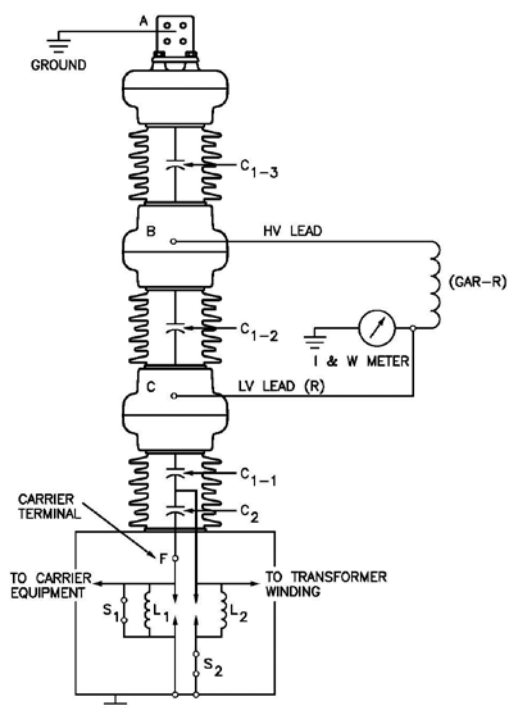 A
GROUND
C1-3
B
HV LEAD
(GAR-R)
C1-2
I & W METER
C
LV LEAD (R)
C1-1
CARRIER
TERMINAL
C2
F
TO CARRIER
EQUIPMENT
TO TRANSFORMER
WINDING
S1
L1
L2
S2